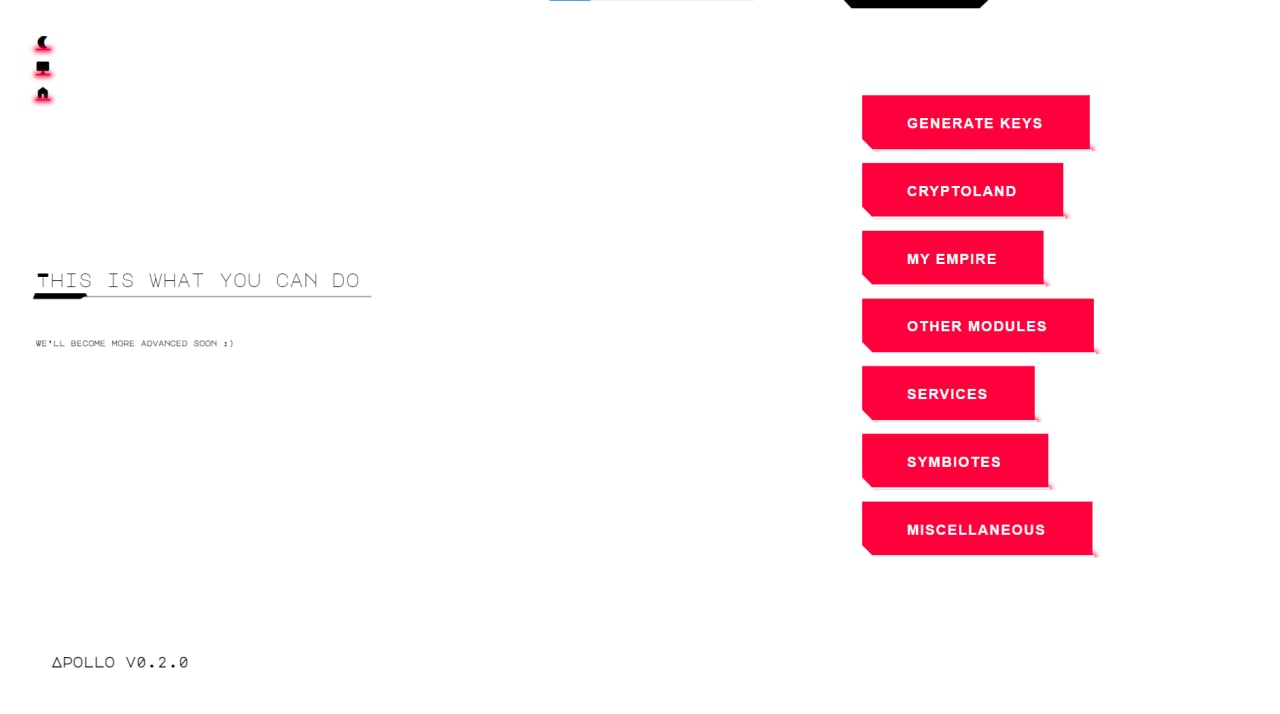 THIS IS WHAT YOU CAN DO
WE'LL BECOME MORE ADVANCED SOON :)
GENERATE KEYS
CRYPTOLAND
MY EMPIRE
OTHER MODULES
SERVICES
SYMBIOTES
MISCELLANEOUS
ΔPOLLO V0.2.0